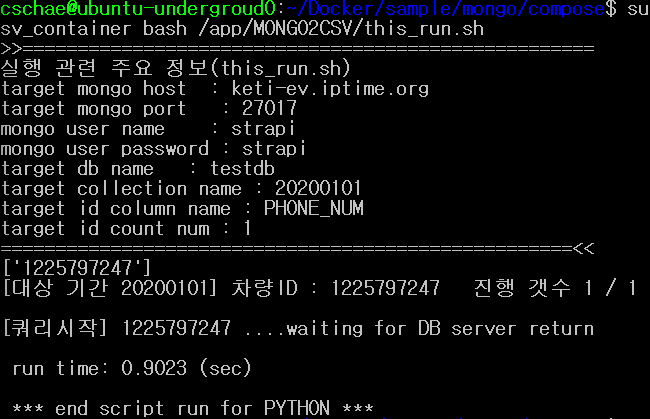 cschae@ubuntu-undergroud0:~/Docker/sample/mongo/compose$ su
sv_container bash /app/MONGO2CSV/this_run.sh
>>=====================================================
실행 관련 주요 정보(this_run.sh)
target mongo host  : keti-ev.iptime.org
target mongo port   : 27017
mongo user name    : strapi
mongo user password : strapi
target db name   : testdb
target collection name : 20200101
target id column name : PHONE_NUM
target id count num : 1
=====================================================<<
['1225797247']
[대상 기간 20200101] 차량ID : 1225797247   진행 갯수 1 / 1
[쿼리시작] 1225797247 ....waiting for DB server return
run time: 0.9023 (sec)
*** end script run for PYTHON ***